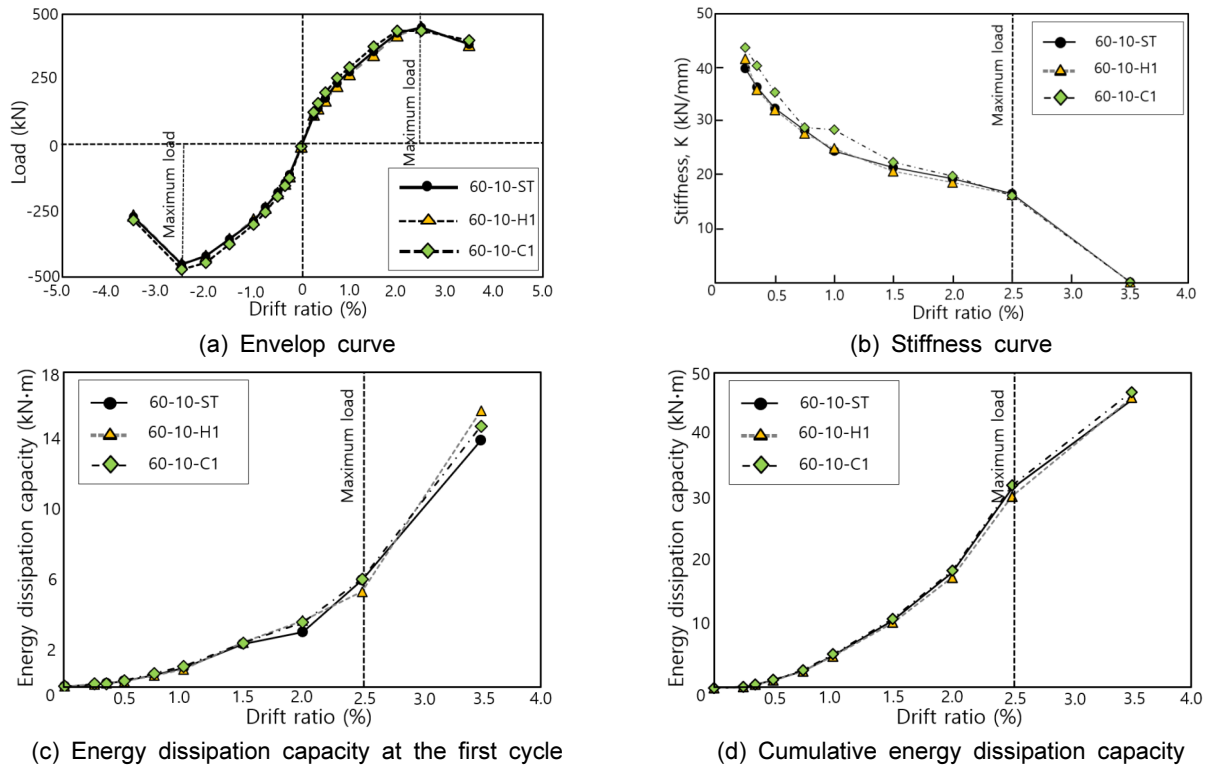 500
250
0
-250
-500
Load (kN)
Maximum load
Maximum load
60-10-ST
60-10-H1
60-10-C1
-5.0 -4.0 -3.0 -2.0 -1.0 0 1.0 2.0 3.0 4.0 5.0
Drift ratio (%)
(a) Envelop curve
50
40
30
20
10
0
Stiffness, K (kN/mm)
Maximum load
60-10-ST
60-10-H1
60-10-C1
0.5 1.0 1.5 2.0 2.5 3.0 3.5 4.0
Drift ratio (%)
(b) Stiffness curve
18
14
10
6
2
0
Energy dissipation capacity (kN·m)
60-10-ST
60-10-H1
60-10-C1
Maximum load
0.5 1.0 1.5 2.0 2.5 3.0 3.5 4.0
Drift ratio (%)
(c) Energy dissipation capacity at the first cycle
50
40
30
20
10
0
Energy dissipation capacity (kN·m)
60-10-ST
60-10-H1
60-10-C1
Maximum load
0.5 1.0 1.5 2.0 2.5 3.0 3.5 4.0
Drift ratio (%)
(d) Cumulative energy dissipation capacity